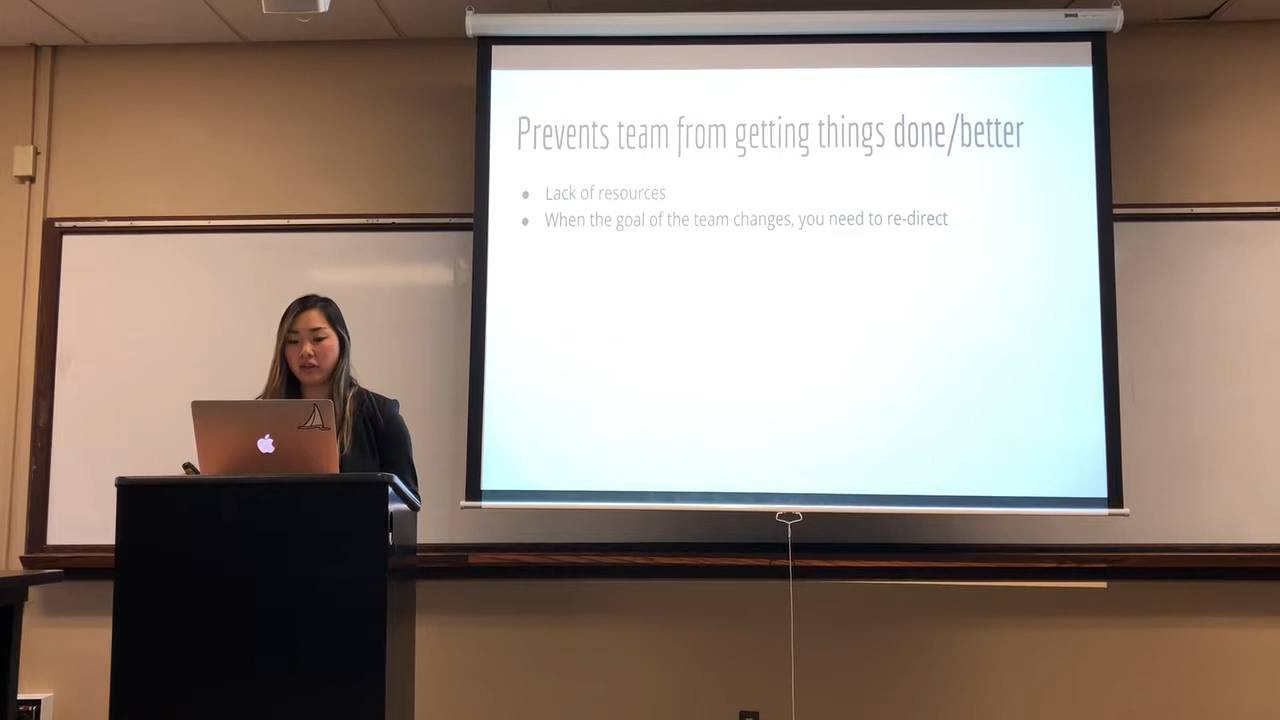 Prevents team from getting things done/better
• Lack of resources
• When the goal of the team changes, you need to re-direct